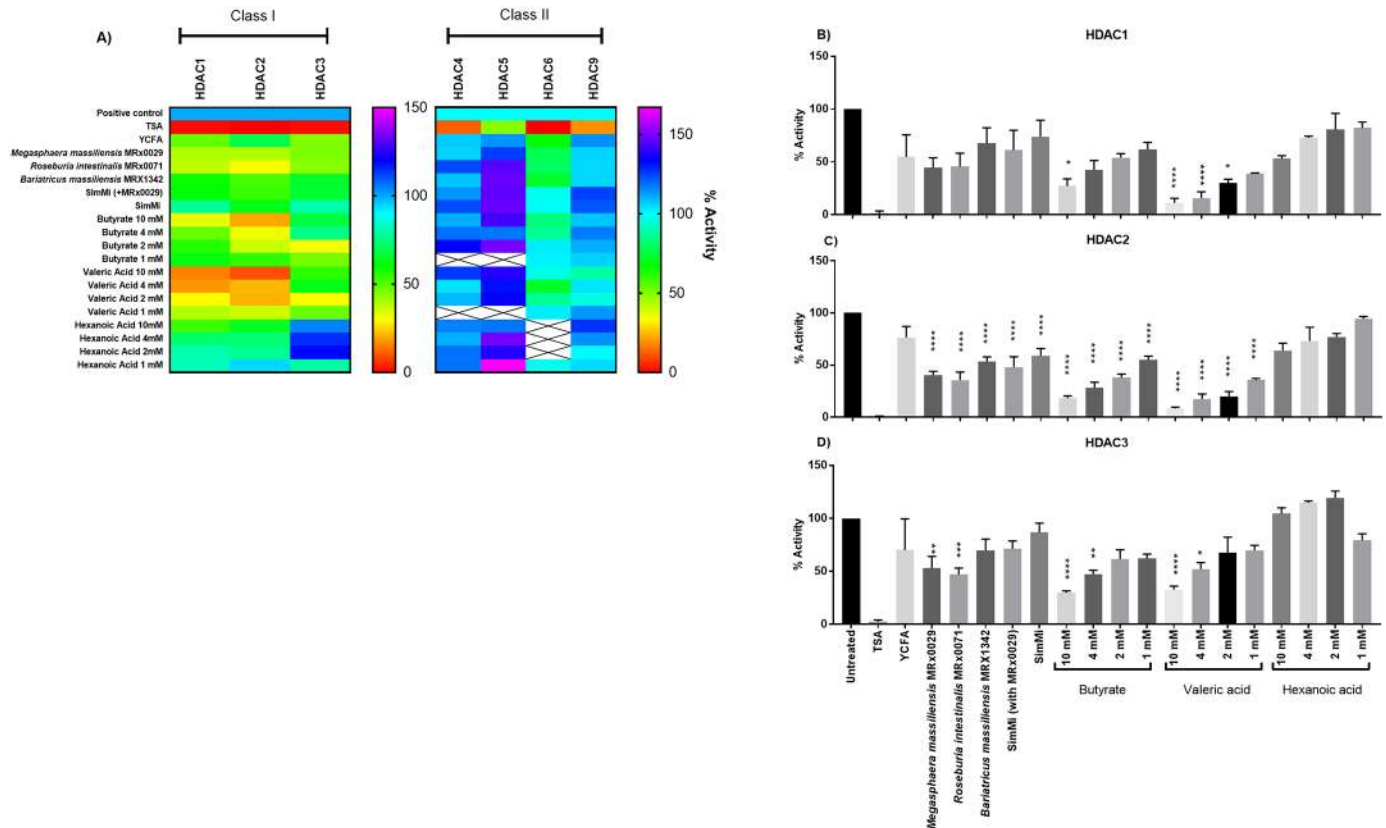 Class I
Class II
A)
HDAC1
HDAC2
HDAC3
HDAC4
HDAC5
HDAC6
HDAC9
Positive control
TSA
YCFA
Megasphaera massiliensis MRx0029
Roseburia intestinalis MRx0071
Bariatricus massiliensis MRX1342
SimMi (+MRx0029)
SimMi
Butyrate 10 mM
Butyrate 4 mM
Butyrate 2 mM
Butyrate 1 mM
Valeric Acid 10 mM
Valeric Acid 4 mM
Valeric Acid 2 mM
Valeric Acid 1 mM
Hexanoic Acid 10mM
Hexanoic Acid 4mM
Hexanoic Acid 2mM
Hexanoic Acid 1 mM
150
100
50
0
150
100
50
0
% Activity
B)
HDAC1
% Activity
150
100
50
0
*
****
****
*
C)
HDAC2
% Activity
150
100
50
0
****
****
****
****
****
****
****
****
****
****
****
****
****
D)
HDAC3
% Activity
150
100
50
0
**
***
****
**
****
*
Untreated
TSA
YCFA
Megasphaera massiliensis MRx0029
Roseburia intestinalis MRx0071
Bariatricus massiliensis MRX1342
SimMi (with MRx0029)
SimMi
10 mM
4 mM
2 mM
1 mM
10 mM
4 mM
2 mM
1 mM
10 mM
4 mM
2 mM
1 mM
Butyrate
Valeric acid
Hexanoic acid